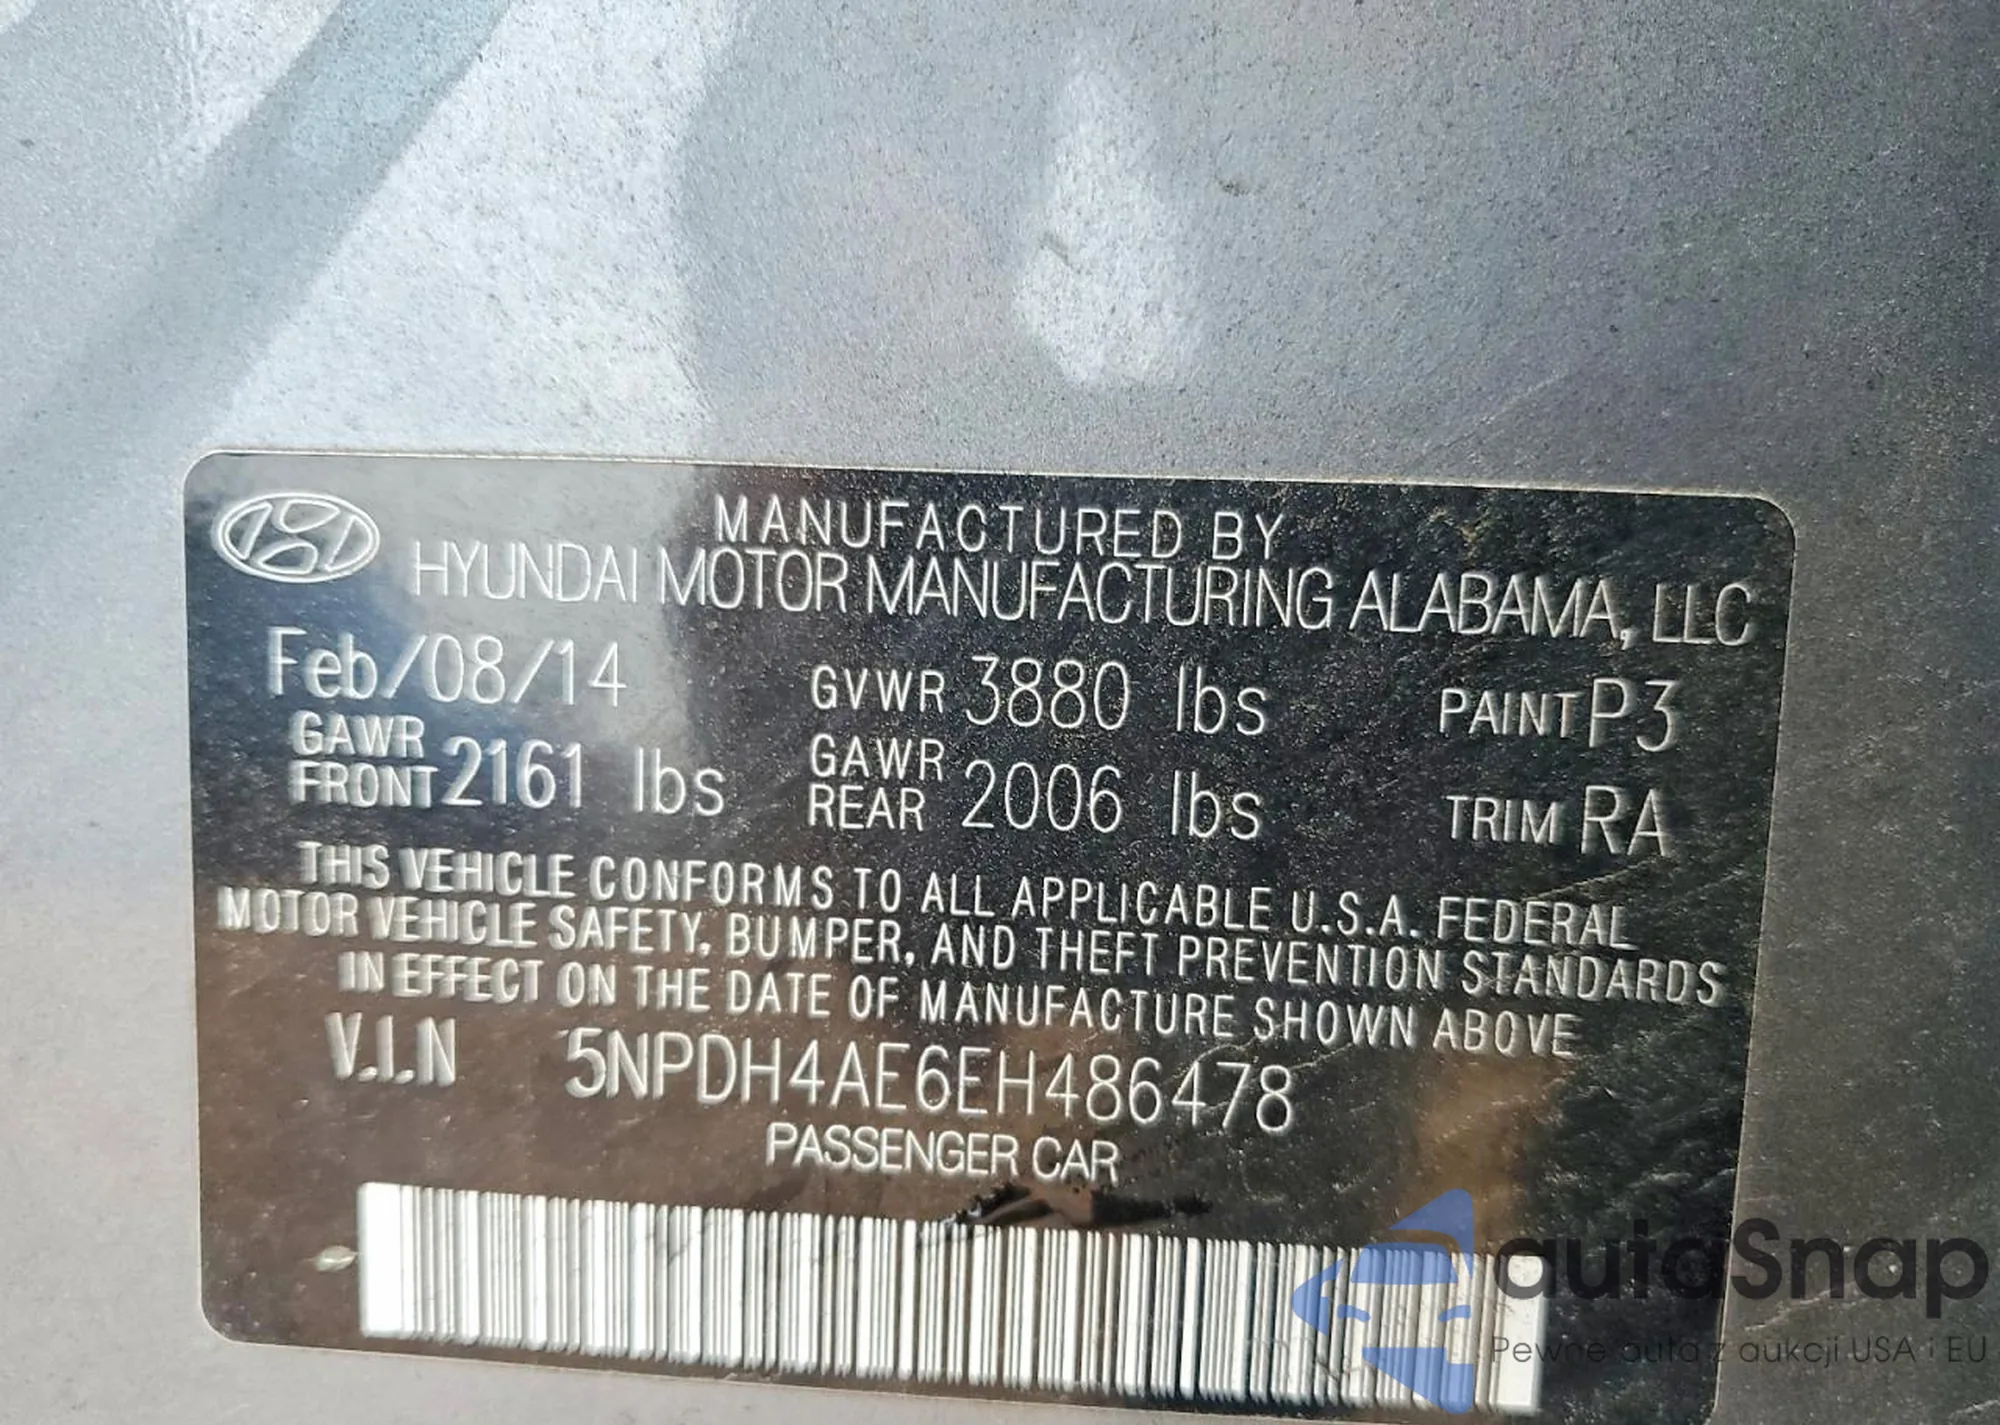 MANUFACTURED BY
HYUNDAI MOTOR MANUFACTURING ALABAMA, LLC
Feb/08/14 GVWR 3880 lbs PAINT P3
GAWR FRONT 2161 lbs GAWR REAR 2006 lbs TRIM RA
THIS VEHICLE CONFORMS TO ALL APPLICABLE U.S.A. FEDERAL
MOTOR VEHICLE SAFETY, BUMPER, AND THEFT PREVENTION STANDARDS
IN EFFECT ON THE DATE OF MANUFACTURE SHOWN ABOVE
V.I.N 5NPDH4AE6EH486478
PASSENGER CAR
autoSnap
Pewne auta z aukcji USA i EU